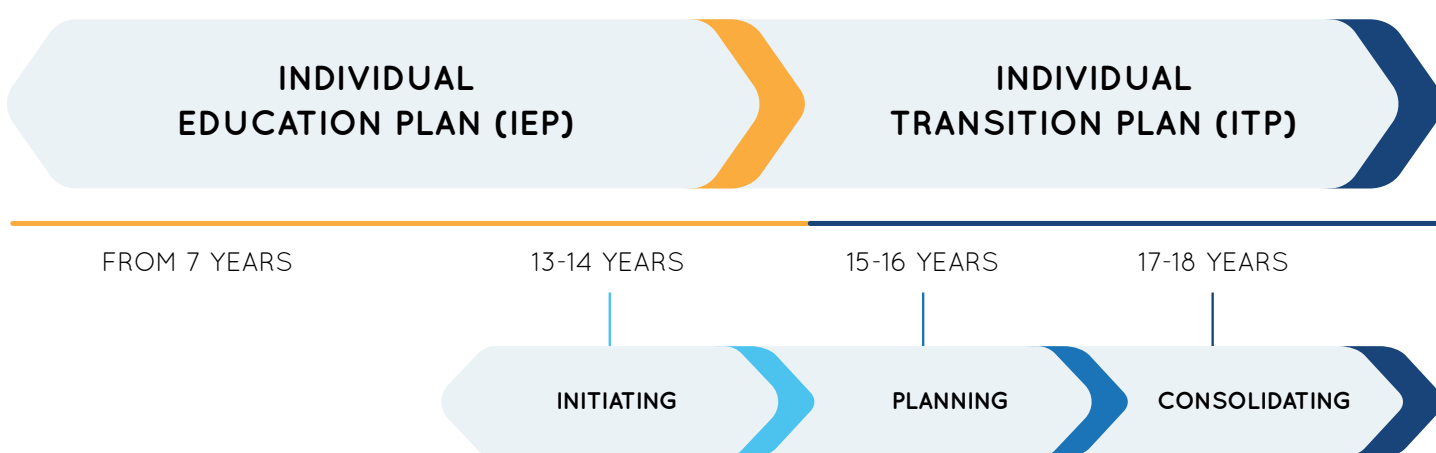 INDIVIDUAL
EDUCATION PLAN (IEP)
INDIVIDUAL
TRANSITION PLAN (ITP)
FROM 7 YEARS
13-14 YEARS
15-16 YEARS
17-18 YEARS
INITIATING
PLANNING
CONSOLIDATING